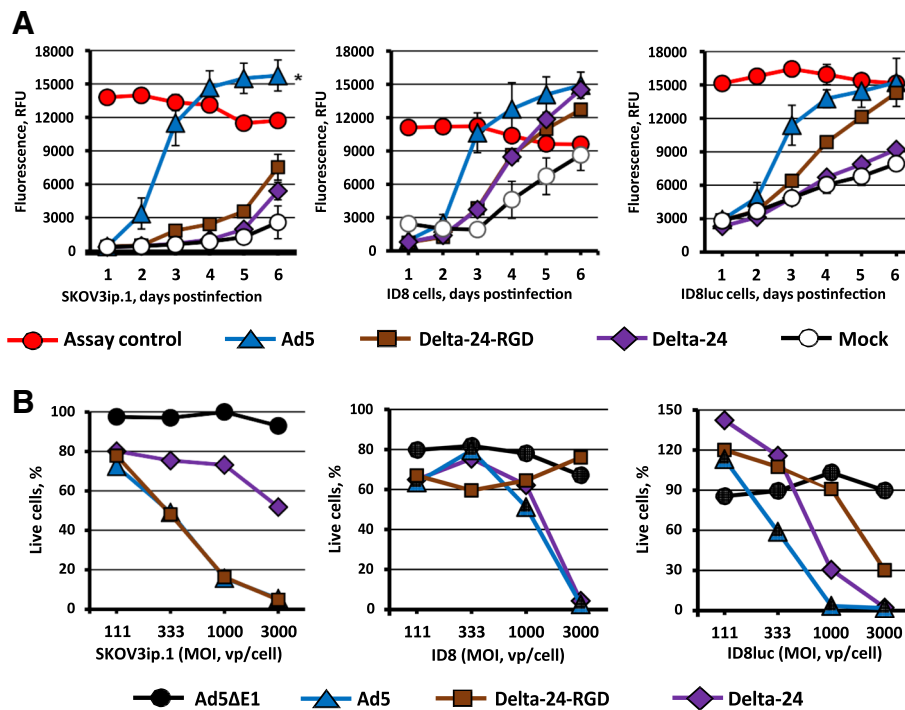 A
18000
15000
12000
9000
6000
3000
0
Fluorescence, RFU
*
1 2 3 4 5 6
SKOV3ip.1, days postinfection
18000
15000
12000
9000
6000
3000
0
Fluorescence, RFU
1 2 3 4 5 6
ID8 cells, days postinfection
18000
15000
12000
9000
6000
3000
0
Fluorescence, RFU
1 2 3 4 5 6
ID8luc cells, days postinfection
Assay control Ad5 Delta-24-RGD Delta-24 Mock
B
100
80
60
40
20
0
Live cells, %
111 333 1000 3000
SKOV3ip.1 (MOI, vp/cell)
100
80
60
40
20
0
Live cells, %
111 333 1000 3000
ID8 (MOI, vp/cell)
150
120
90
60
30
0
Live cells, %
111 333 1000 3000
ID8luc (MOI, vp/cell)
Ad5ΔE1 Ad5 Delta-24-RGD Delta-24